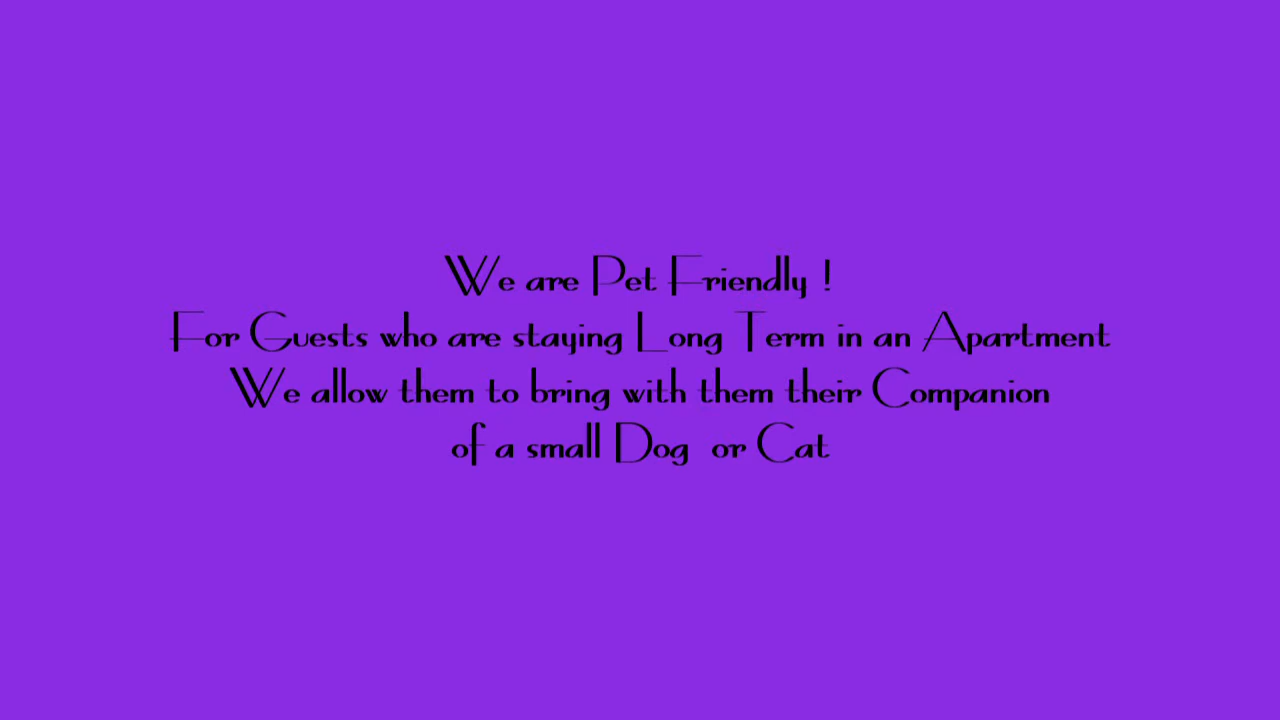 We are Pet Friendly !
For Guests who are staying Long Term in an Apartment
We allow them to bring with them their Companion
of a small Dog or Cat